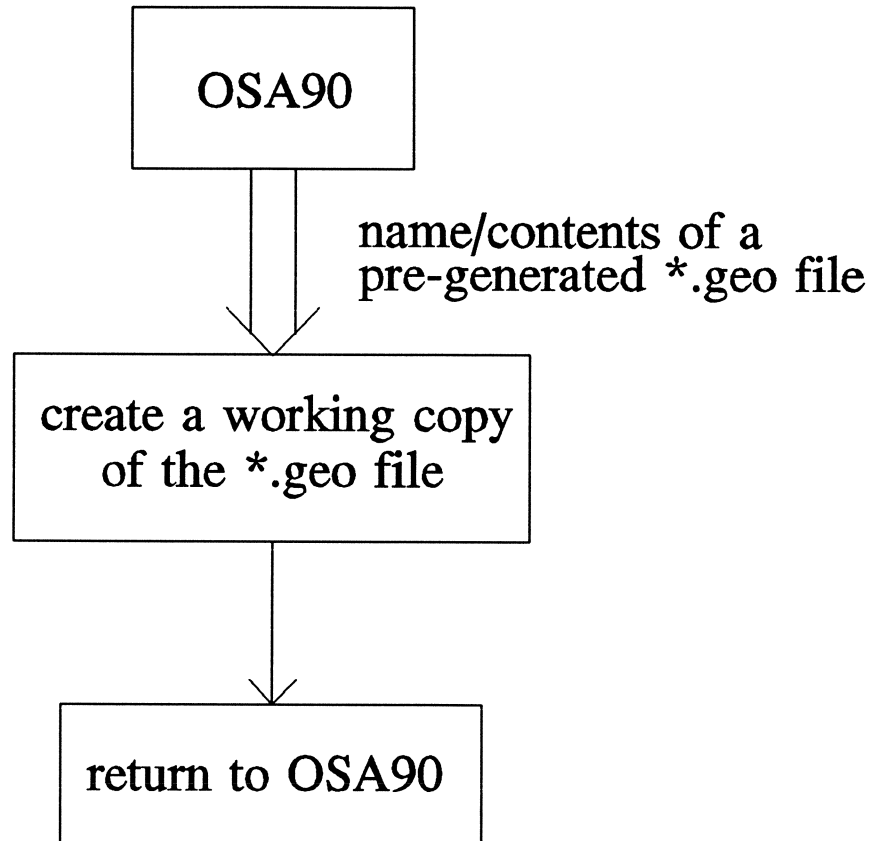 OSA90
name/contents of a
pre-generated *.geo file
create a working copy
of the *.geo file
return to OSA90